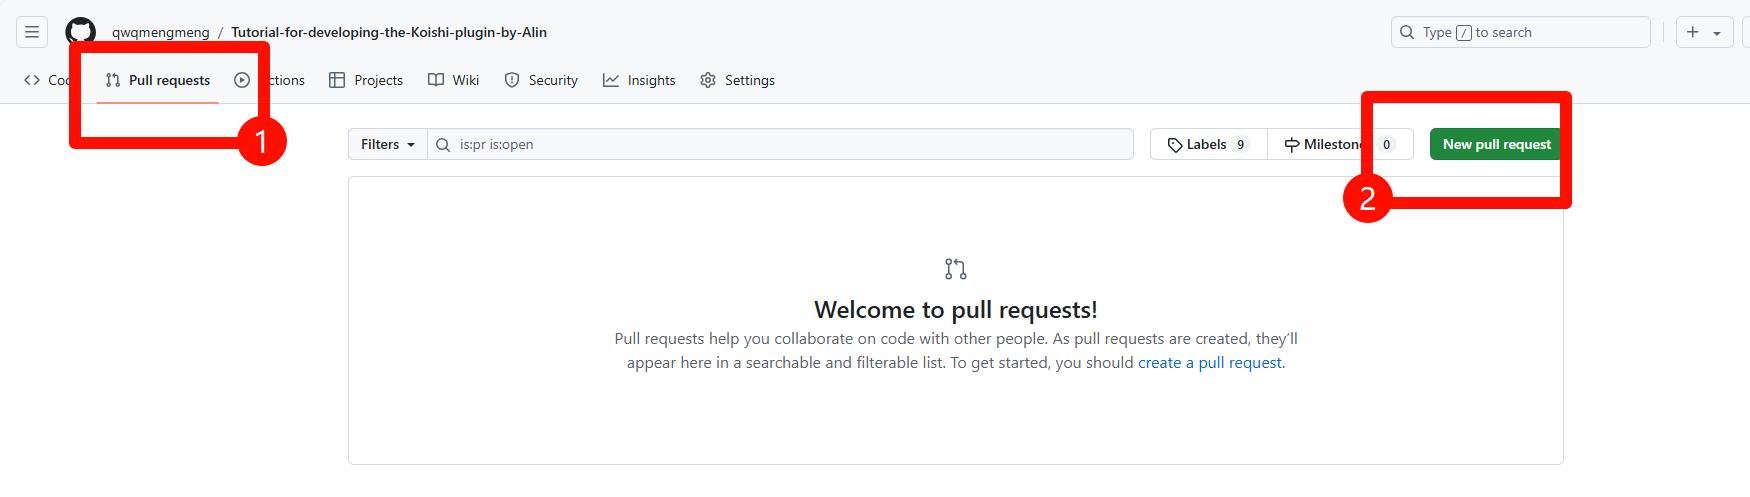 qwqmengmeng / Tutorial-for-developing-the-Koishi-plugin-by-Alin
Type / to search
Pull requests
Projects
Wiki
Security
Insights
Settings
1
Filters
is:pr is:open
Labels 9
0
New pull request
2
Welcome to pull requests!
Pull requests help you collaborate on code with other people. As pull requests are created, they’ll
appear here in a searchable and filterable list. To get started, you should create a pull request.